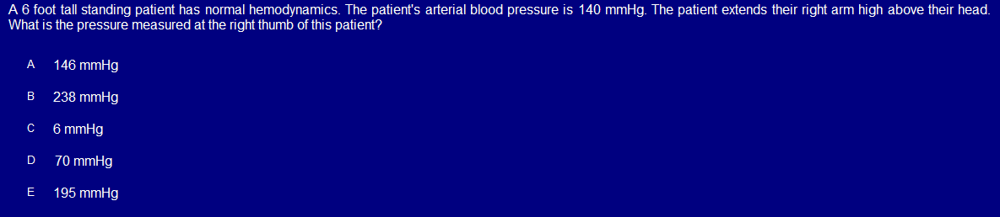 A 6 foot tall standing patient has normal hemodynamics. The patient's arterial blood pressure is 140 mmHg. The patient extends their right arm high above their head.
What is the pressure measured at the right thumb of this patient?
A 146 mmHg
B 238 mmHg
C 6 mmHg
D 70 mmHg
E 195 mmHg